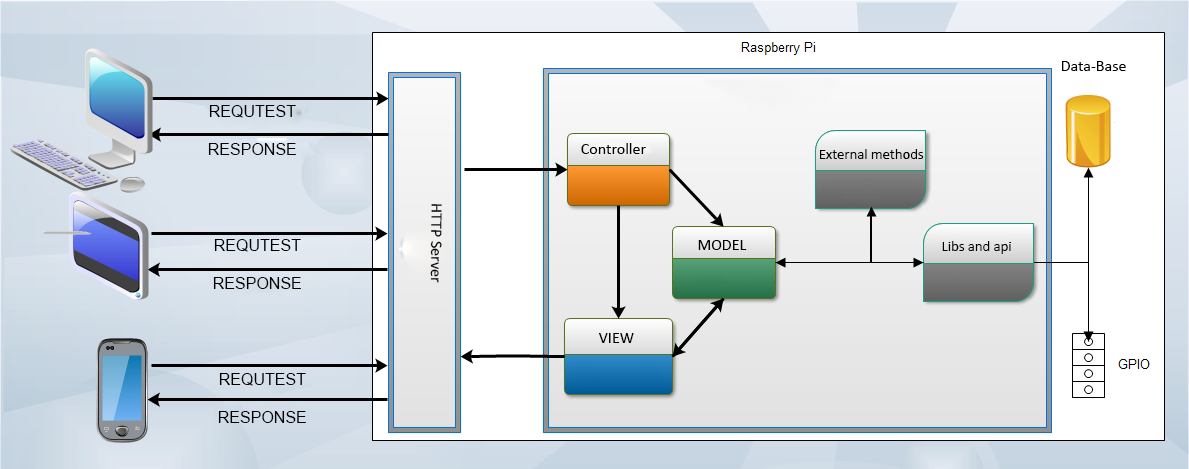 Raspberry Pi
Data-Base
REQUTEST
RESPONSE
REQUTEST
RESPONSE
REQUTEST
RESPONSE
HTTP Server
Controller
MODEL
VIEW
External methods
Libs and api
GPIO